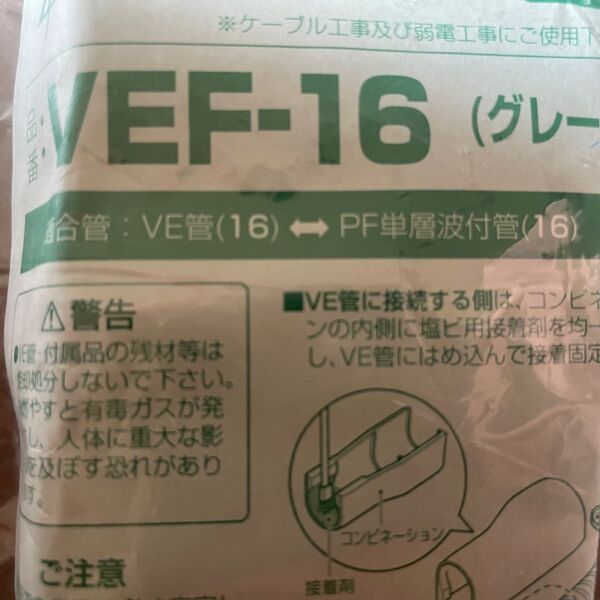 ※ケーブル工事及び弱電工事にご使用下
品番:
VEF-16 (グレー
適合管:VE管(16)⇔PF単層波付管(16)
⚠警告
●VE管・付属品の残材等は
焼却処分しないで下さい。
燃やすと有毒ガスが発
し、人体に重大な影
を及ぼす恐れがあり
ます。
■VE管に接続する側は、コンビネ
ンの内側に塩ビ用接着剤を均一
し、VE管にはめ込んで接着固定
コンビネーション
接着剤
ご注意